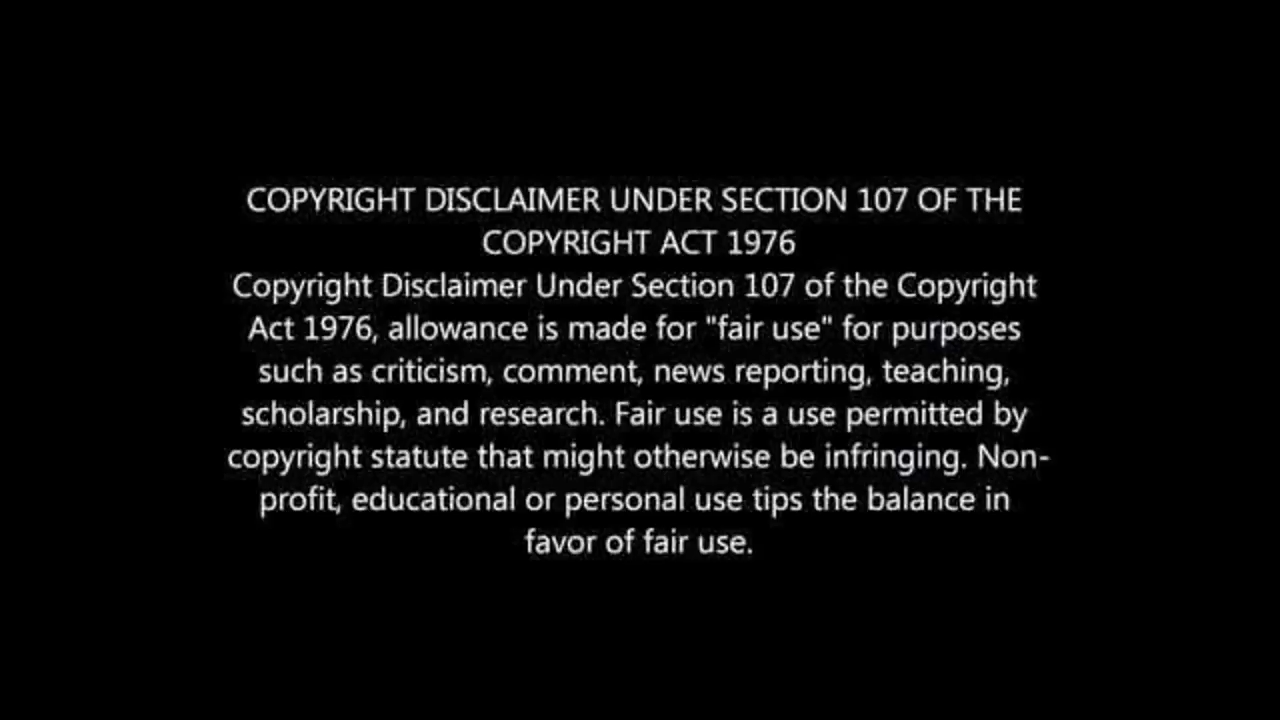 COPYRIGHT DISCLAIMER UNDER SECTION 107 OF THE
COPYRIGHT ACT 1976
Copyright Disclaimer Under Section 107 of the Copyright
Act 1976, allowance is made for "fair use" for purposes
such as criticism, comment, news reporting, teaching,
scholarship, and research. Fair use is a use permitted by
copyright statute that might otherwise be infringing. Non-
profit, educational or personal use tips the balance in
favor of fair use.